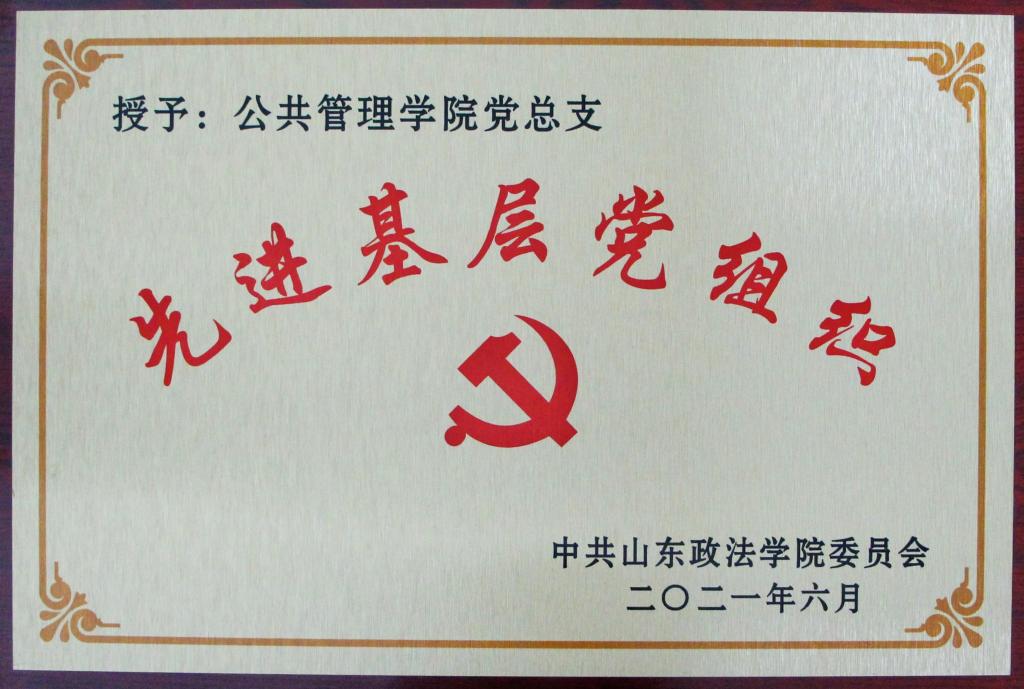 授予：公共管理学院党总支
先进基层党组织
中共山东政法学院委员会
二〇二一年六月